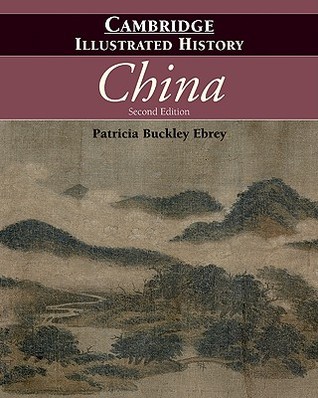 CAMBRIDGE
ILLUSTRATED HISTORY
China
Second Edition
Patricia Buckley Ebrey